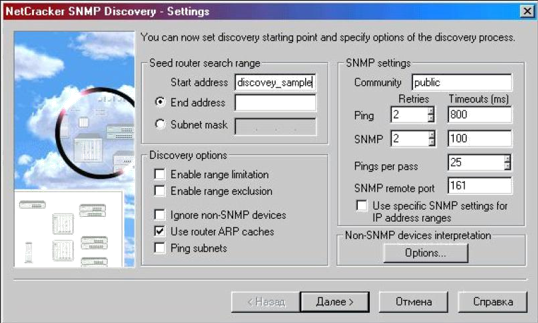 NetCracker SNMP Discovery - Settings
You can now set discovery starting point and specify options of the discovery process.
Seed router search range
Start address discovey_sample
End address
Subnet mask
Discovery options
Enable range limitation
Enable range exclusion
Ignore non-SNMP devices
Use router ARP caches
Ping subnets
SNMP settings
Community public
Retries Timeouts (ms)
Ping 2 800
SNMP 2 100
Pings per pass 25
SNMP remote port 161
Use specific SNMP settings for
IP address ranges
Non-SNMP devices interpretation
Options...
< Назад Далее > Отмена Справка